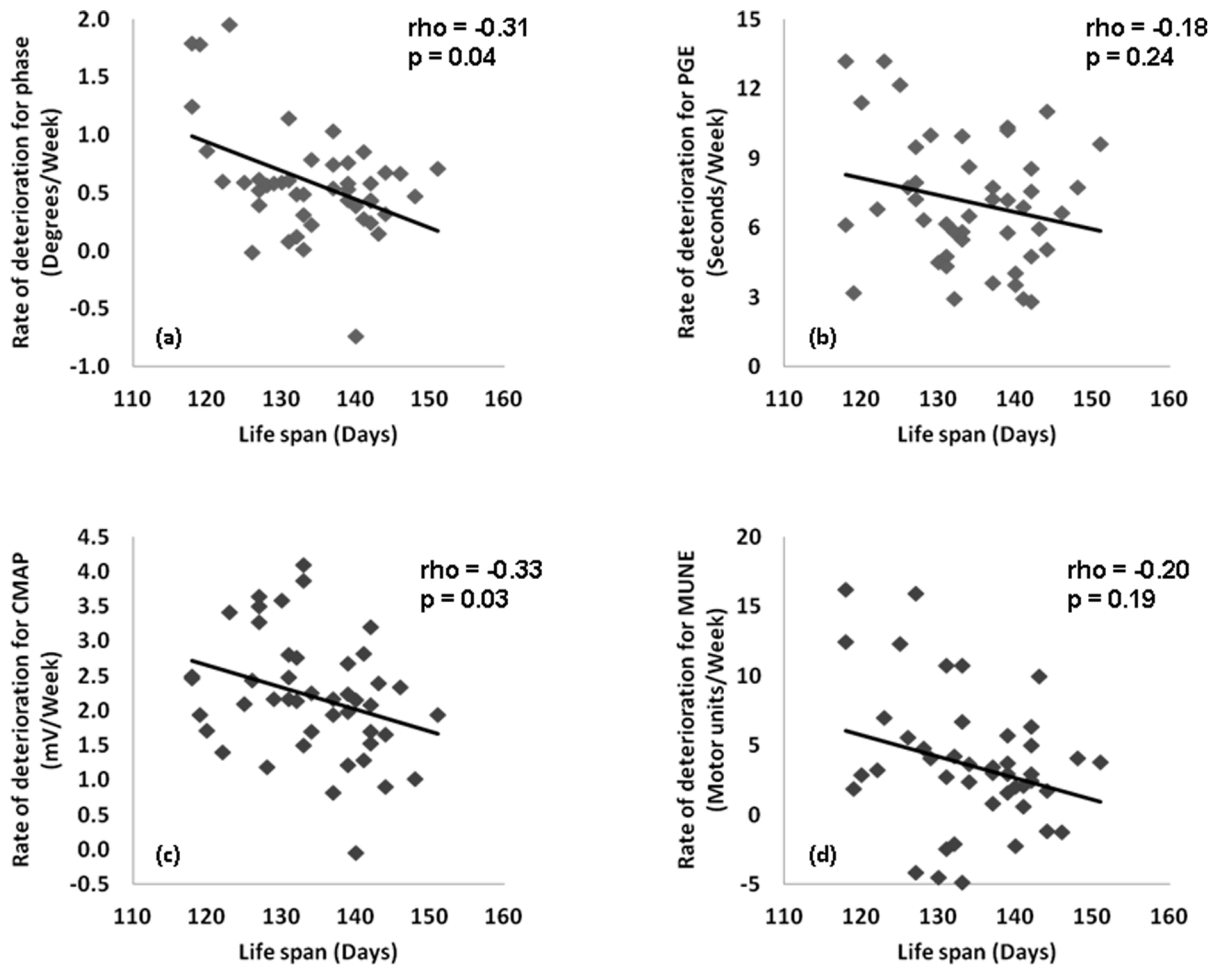 rho = -0.31
p = 0.04
Rate of deterioration for phase
(Degrees/Week)
2.0
1.5
1.0
0.5
0.0
-0.5
-1.0
(a)
110 120 130 140 150 160
Life span (Days)
rho = -0.18
p = 0.24
Rate of deterioration for PGE
(Seconds/Week)
15
12
9
6
3
0
(b)
110 120 130 140 150 160
Life span (Days)
rho = -0.33
p = 0.03
Rate of deterioration for CMAP
(mV/Week)
4.5
4.0
3.5
3.0
2.5
2.0
1.5
1.0
0.5
0.0
-0.5
(c)
110 120 130 140 150 160
Life span (Days)
rho = -0.20
p = 0.19
Rate of deterioration for MUNE
(Motor units/Week)
20
15
10
5
0
-5
(d)
110 120 130 140 150 160
Life span (Days)